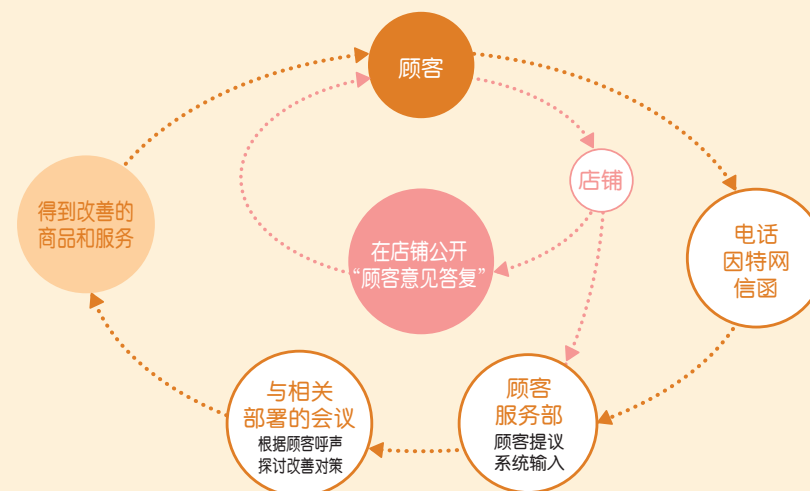 顾客
店铺
得到改善的
商品和服务
在店铺公开
“顾客意见答复”
电话
因特网
信函
与相关
部署的会议
根据顾客呼声
探讨改善对策
顾客
服务部
顾客提议
系统输入